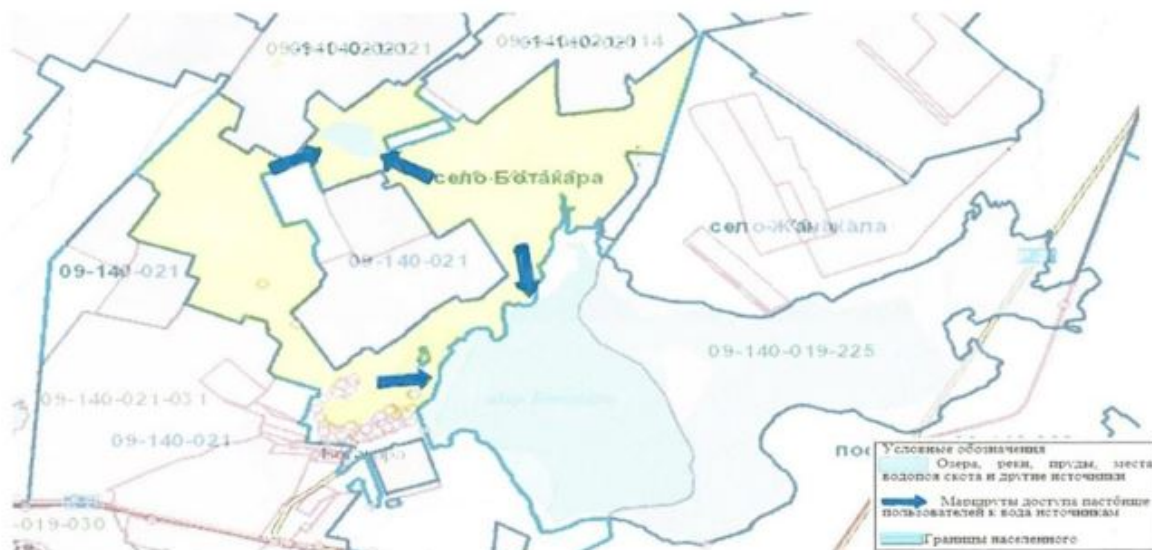 село Ботакара
09-140-021
09-140-021
село Жанакала
09-140-019-225
09-140-021-031
09-140-021
-019-030
пос
Условные обозначения
Озера, реки, пруды, места
водопоя скота и другие источники
Маршруты доступа пастбище
пользователей к вода источникам
Границы населенного